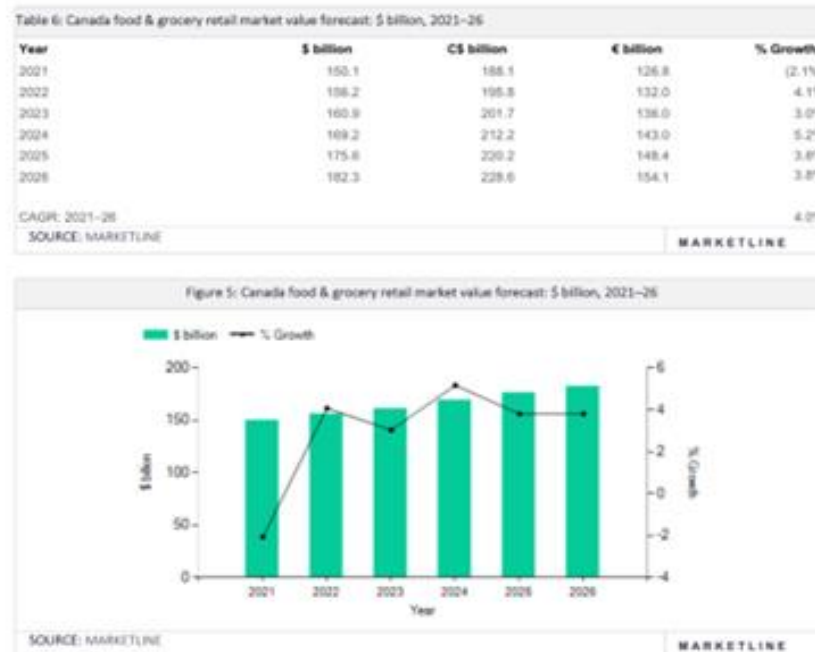 Table 6: Canada food & grocery retail market value forecast: $ billion, 2021–26
Year $ billion C$ billion € billion % Growth
2021 150.1 188.1 126.8 (2.1%
2022 156.2 195.8 132.0 4.1%
2023 160.9 201.7 136.0 3.0%
2024 169.2 212.2 143.0 5.2%
2025 175.6 220.2 148.4 3.8%
2026 182.3 228.6 154.1 3.8%
CAGR: 2021–26 4.0%
SOURCE: MARKETLINE
MARKETLINE
Figure 5: Canada food & grocery retail market value forecast: $ billion, 2021–26
$ billion % Growth
200 6
150 4
100 2
50 0
0 -2
-4
$ billion
% Growth
2021 2022 2023 2024 2025 2026
Year
SOURCE: MARKETLINE
MARKETLINE